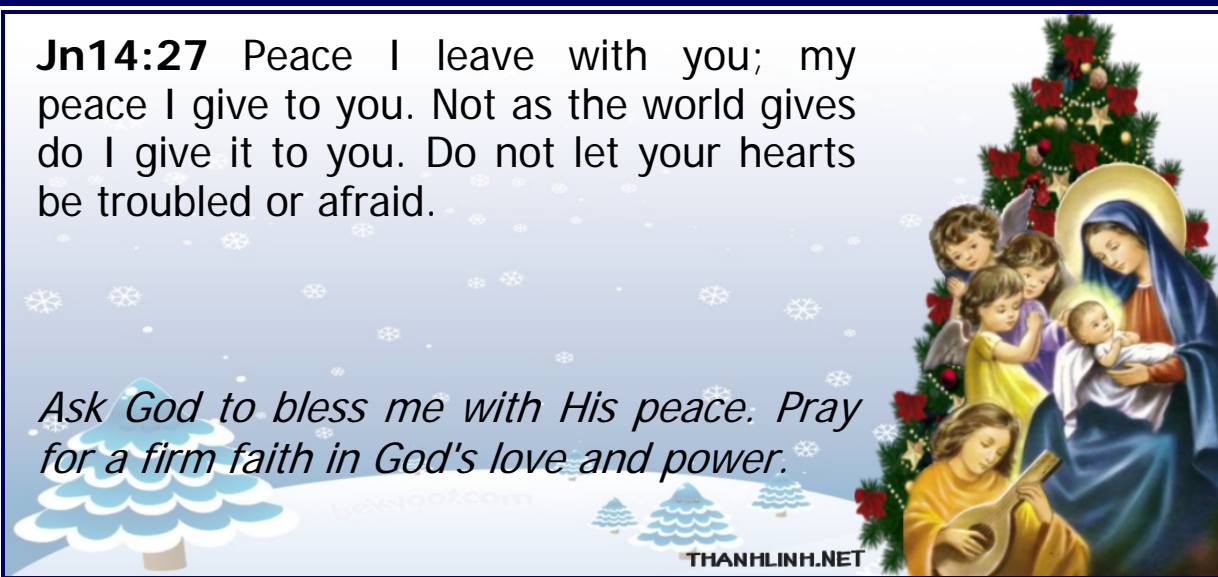 Jn14:27 Peace I leave with you; my
peace I give to you. Not as the world gives
do I give it to you. Do not let your hearts
be troubled or afraid.
Ask God to bless me with His peace. Pray
for a firm faith in God's love and power.
THANHLINH.NET